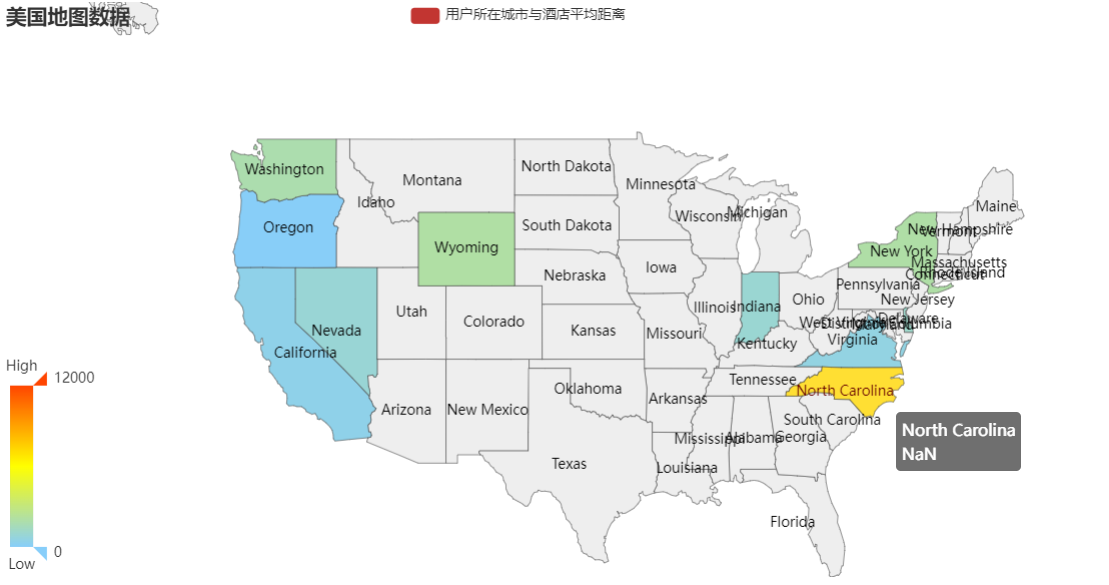 美国地图数据
用户所在城市与酒店平均距离
Washington
Montana
North Dakota
Minnesota
Idaho
Maine
Oregon
South Dakota
Wisconsin
Michigan
New Hampshire
Vermont
Wyoming
New York
Massachusetts
Rhode Island
Connecticut
Nebraska
Iowa
Pennsylvania
New Jersey
Utah
Colorado
Illinois
Indiana
Ohio
West Virginia
Delaware
Maryland
District of Columbia
Nevada
Kansas
Missouri
Kentucky
Virginia
California
High
12000
Tennessee
North Carolina
Oklahoma
Arkansas
Arizona
New Mexico
South Carolina
Mississippi
Alabama
Georgia
North Carolina
NaN
Texas
Louisiana
Florida
0
Low